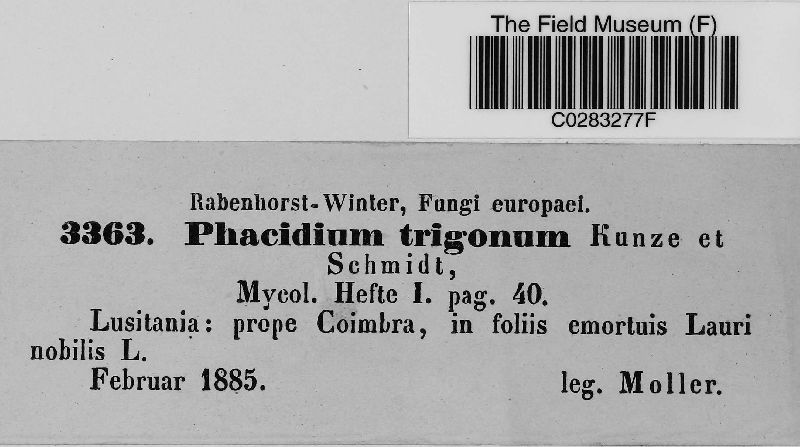 The Field Museum (F)
C0283277F
Rabenhorst-Winter, Fungi europaei.
3363. Phacidium trigonum Kunze et
Schmidt,
Mycol. Hefte I. pag. 40.
Lusitania: prope Coimbra, in foliis emortuis Lauri
nobilis L.
Februar 1885. leg. Moller.